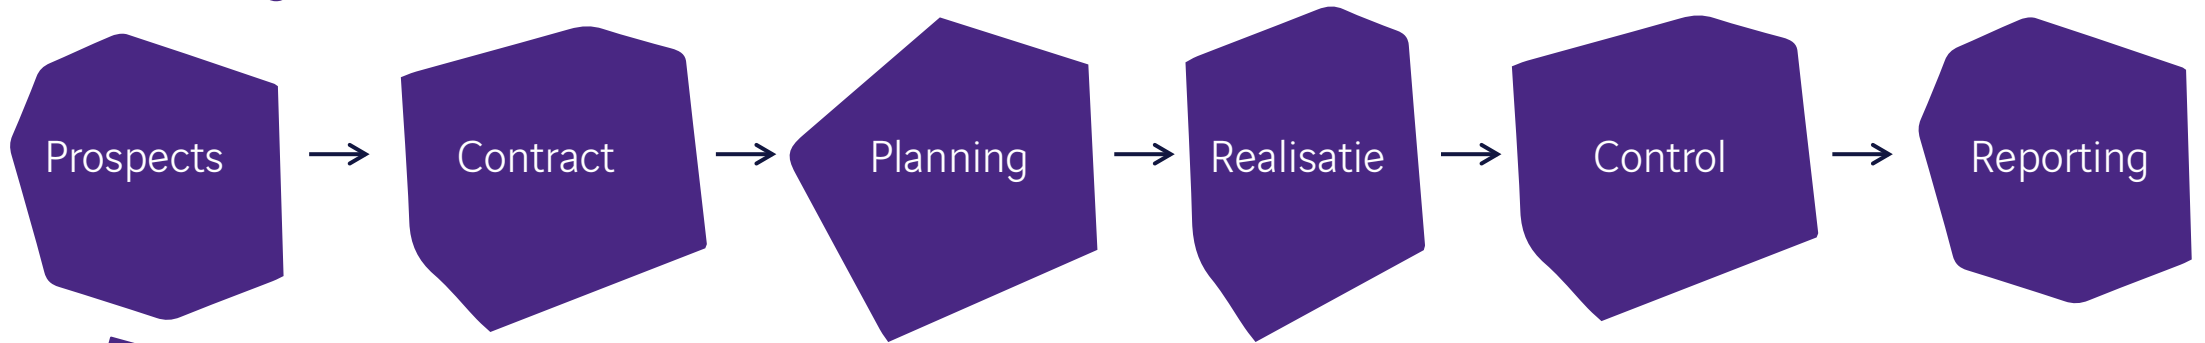 Prospects
Contract
Planning
Realisatie
Control
Reporting